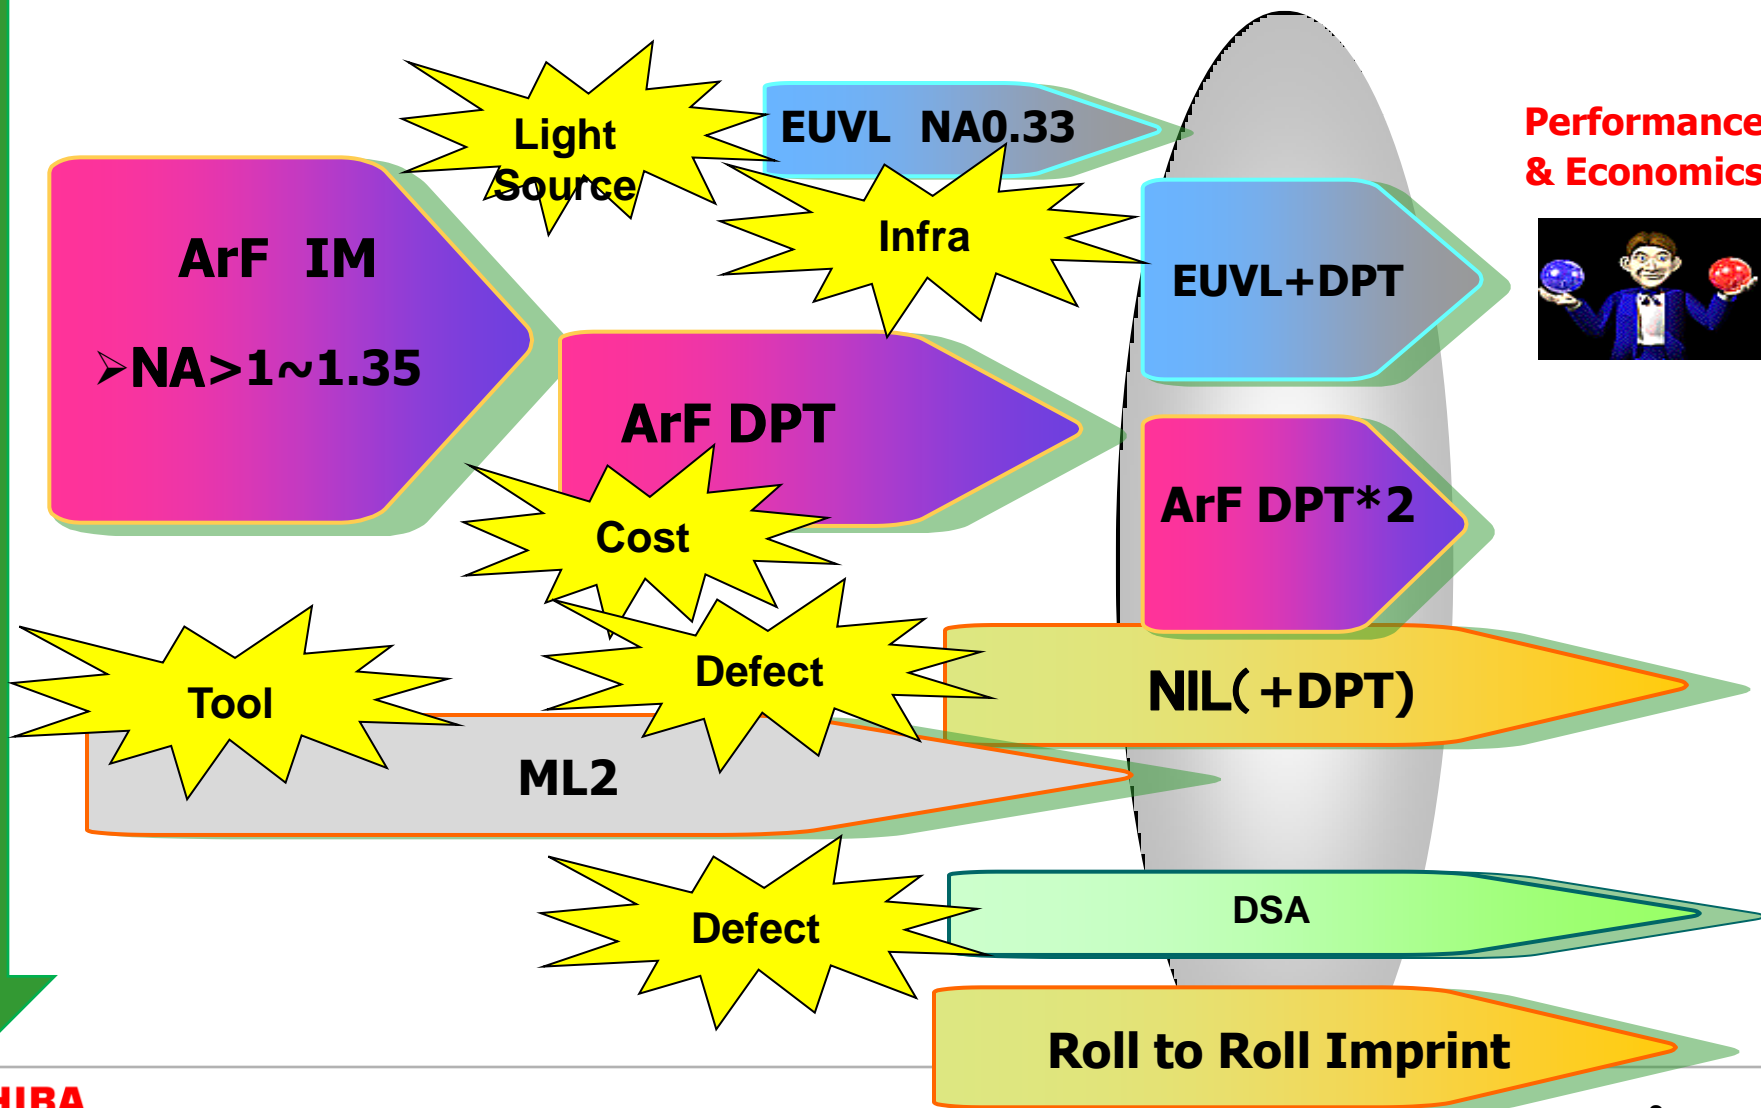 Light
Source
EUVL NA0.33
Performance
& Economics
Infra
ArF IM
➢NA>1~1.35
EUVL+DPT
ArF DPT
ArF DPT*2
Cost
Defect
Tool
NIL(+DPT)
ML2
DSA
Defect
Roll to Roll Imprint
HIBA